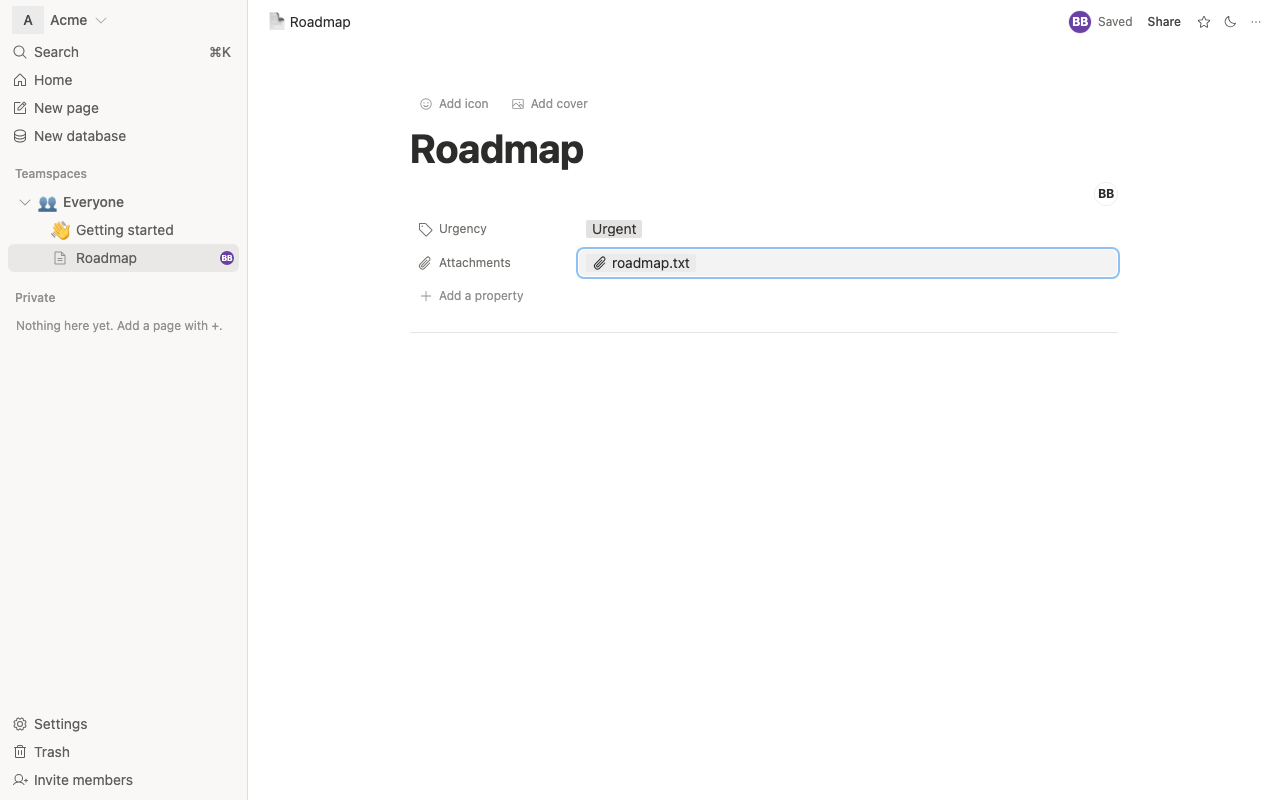 A Acme
Search ⌘K
Home
New page
New database
Teamspaces
Everyone
Getting started
Roadmap BB
Private
Nothing here yet. Add a page with +.
Settings
Trash
Invite members
Roadmap
BB Saved Share
Add icon Add cover
Roadmap
BB
Urgency Urgent
Attachments roadmap.txt
Add a property